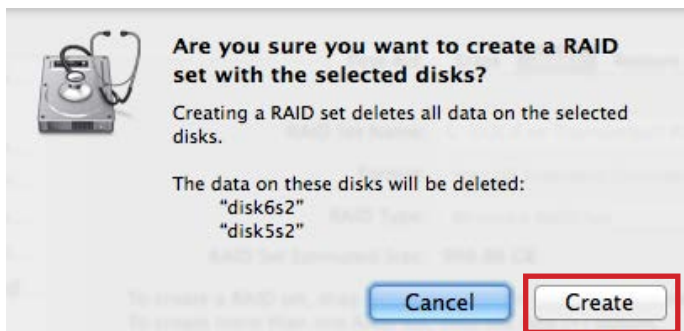 Are you sure you want to create a RAID
set with the selected disks?
Creating a RAID set deletes all data on the selected
disks.
The data on these disks will be deleted:
"disk6s2"
"disk5s2"
Cancel
Create